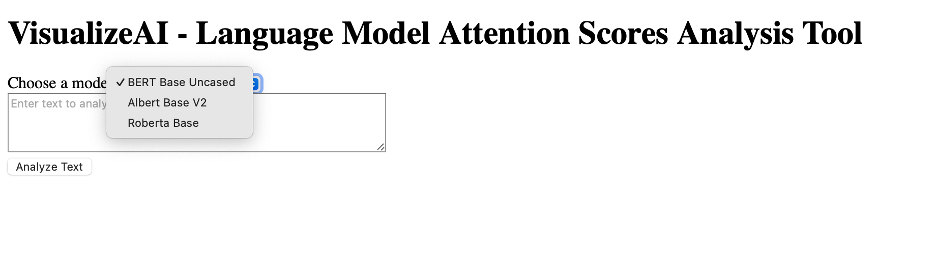 VisualizeAI - Language Model Attention Scores Analysis Tool
Choose a mode
✓ BERT Base Uncased
Albert Base V2
Roberta Base
Enter text to analy
Analyze Text